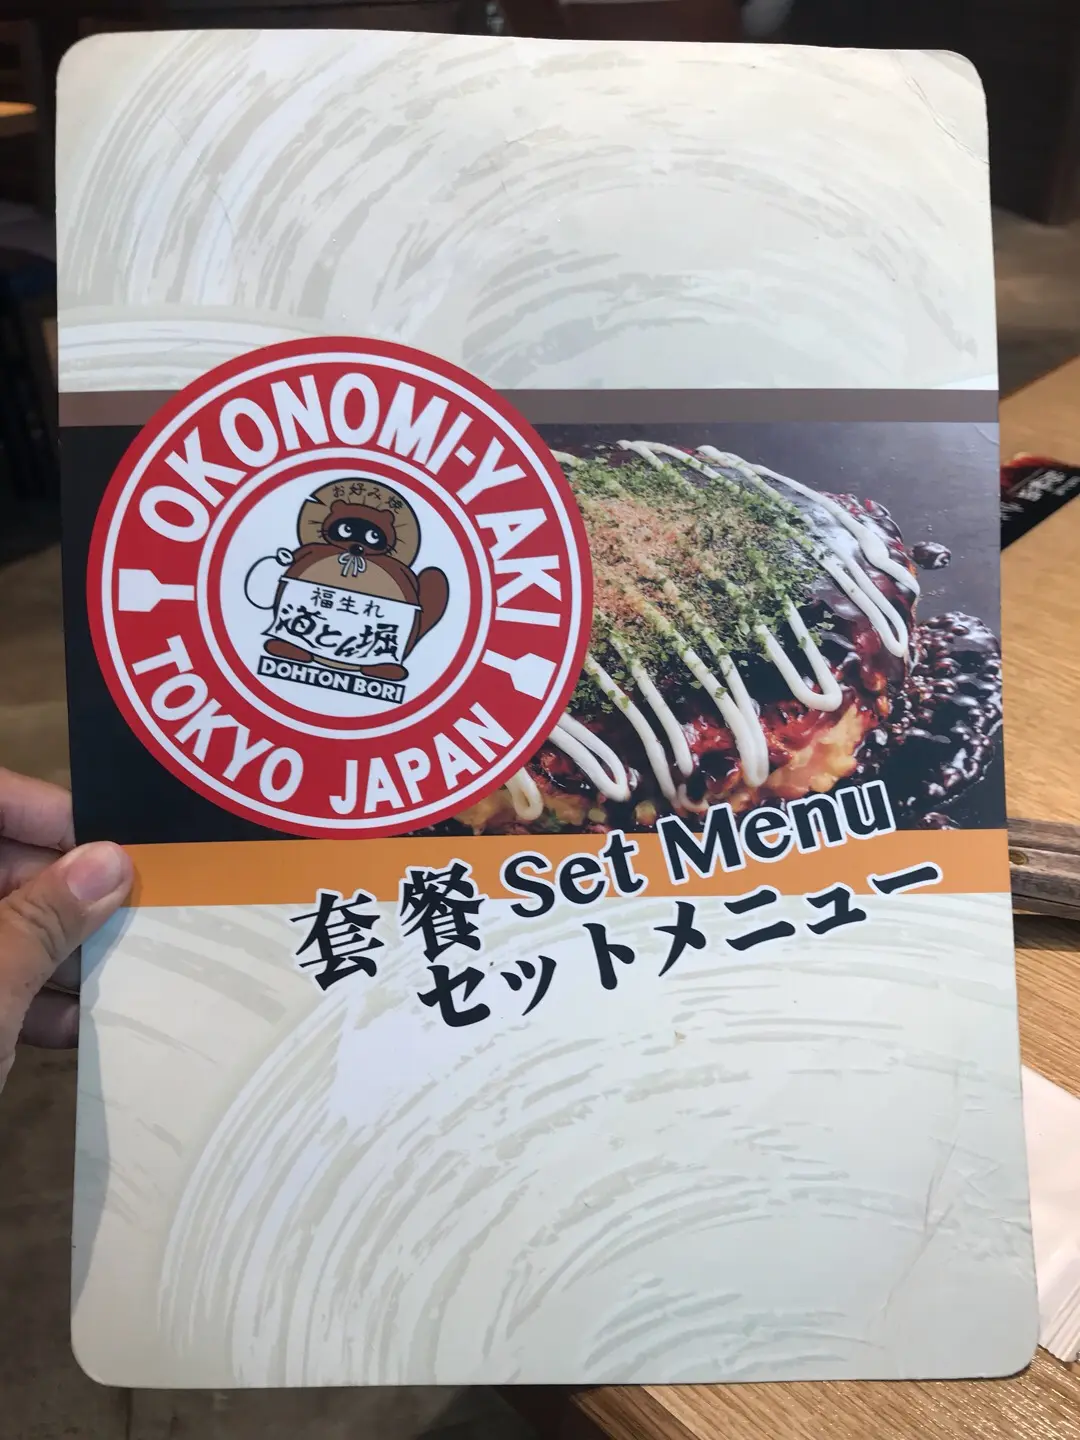 OKONOMI-YAKI
お好み焼
福生れ
道とん堀
DOHTON BORI
TOKYO JAPAN
套餐 Set Menu
セットメニュー